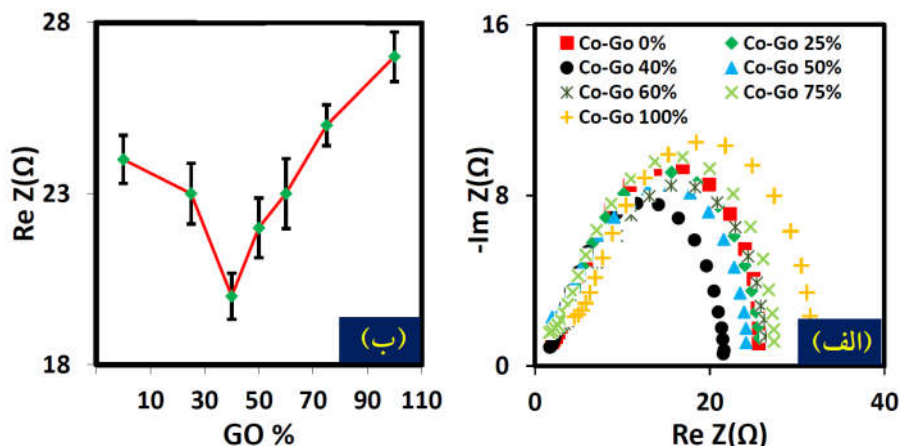 28
23
18
Re Z(Ω)
10 30 50 70 90 110
GO %
(ب)
16
8
0
-Im Z(Ω)
Co-Go 0% Co-Go 25%
Co-Go 40% Co-Go 50%
Co-Go 60% Co-Go 75%
Co-Go 100%
0 20 40
Re Z(Ω)
(الف)